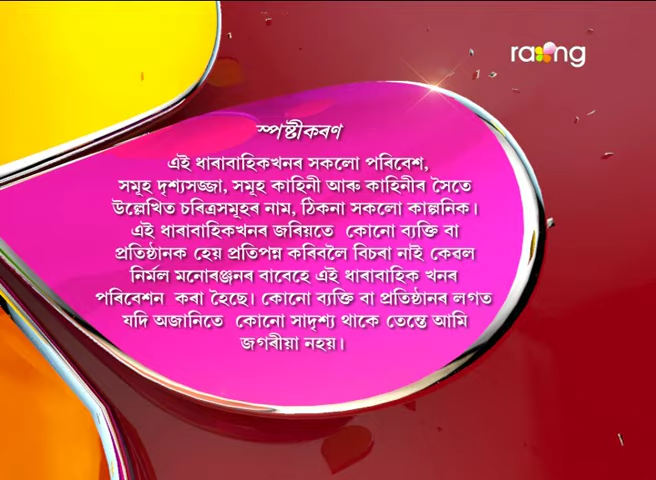 rang
স্পষ্টীকৰণ
এই ধাৰাবাহিকখনৰ সকলো পৰিবেশ,
সমূহ দৃশ্যসজ্জা, সমূহ কাহিনী আৰু কাহিনীৰ সৈতে
উল্লেখিত চৰিত্ৰসমূহৰ নাম, ঠিকনা সকলো কাল্পনিক।
এই ধাৰাবাহিকখনৰ জৰিয়তে কোনো ব্যক্তি বা
প্ৰতিষ্ঠানক হেয় প্ৰতিপন্ন কৰিবলৈ বিচৰা নাই কেৱল
নিৰ্মল মনোৰঞ্জনৰ বাবেহে এই ধাৰাবাহিক খনৰ
পৰিবেশন কৰা হৈছে। কোনো ব্যক্তি বা প্ৰতিষ্ঠানৰ লগত
যদি অজানিতে কোনো সাদৃশ্য থাকে তেন্তে আমি
জগৰীয়া নহয়।